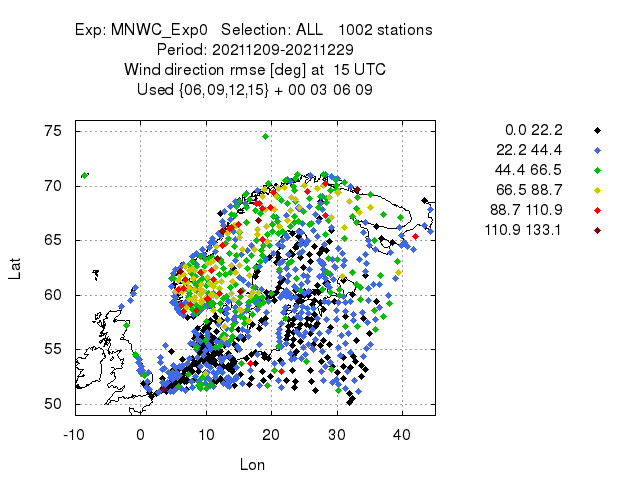 Exp: MNWC_Exp0 Selection: ALL 1002 stations
Period: 20211209-20211229
Wind direction rmse [deg] at 15 UTC
Used {06,09,12,15} + 00 03 06 09
0.0 22.2
22.2 44.4
44.4 66.5
66.5 88.7
88.7 110.9
110.9 133.1
75
70
65
60
55
50
Lat
-10 0 10 20 30 40
Lon